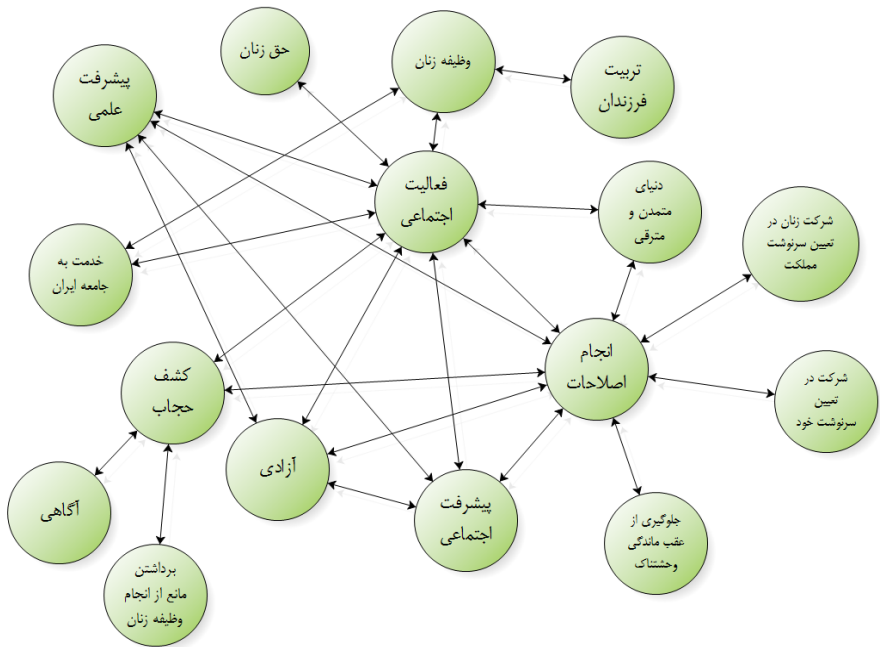 حق زنان
وظیفه زنان
تربیت
فرزندان
پیشرفت
علمی
فعالیت
اجتماعی
دنیای
متمدن و
مترقی
شرکت زنان در
تعیین سرنوشت
مملکت
خدمت به
جامعه ایران
انجام
اصلاحات
کشف
حجاب
شرکت در
تعیین
سرنوشت خود
آزادی
پیشرفت
اجتماعی
آگاهی
جلوگیری از
عقب ماندگی
وحشتناک
برداشتن
مانع از انجام
وظیفه زنان